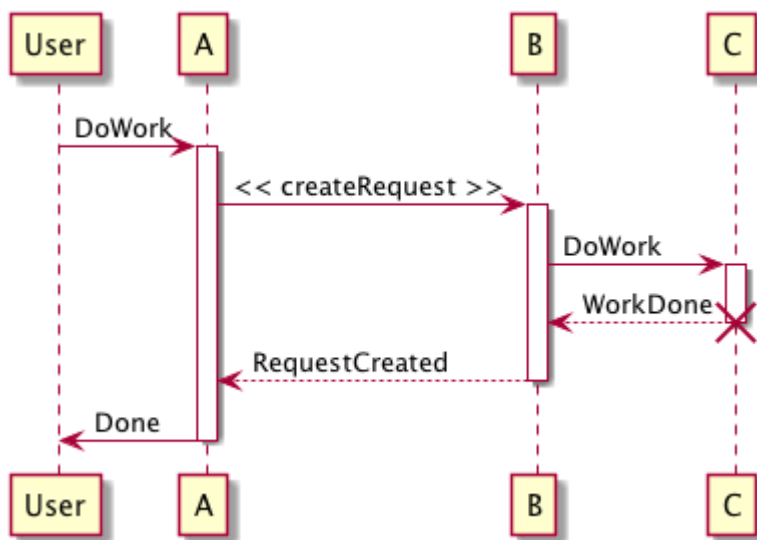 User A B C
DoWork
<< createRequest >>
DoWork
WorkDone
RequestCreated
Done
User A B C